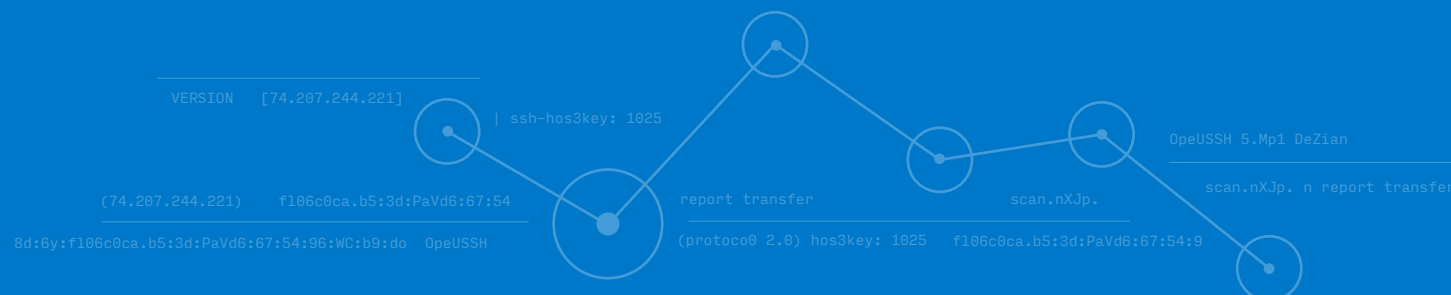 VERSION [74.207.244.221]
| ssh-hos3key: 1025
OpeUSSH 5.Mp1 DeZian
scan.nXJp. n report transfer
(74.207.244.221) fl06c0ca.b5:3d:PaVd6:67:54
report transfer scan.nXJp.
8d:6y:fl06c0ca.b5:3d:PaVd6:67:54:96:WC:b9:do OpeUSSH
(protoco0 2.0) hos3key: 1025 fl06c0ca.b5:3d:PaVd6:67:54:9